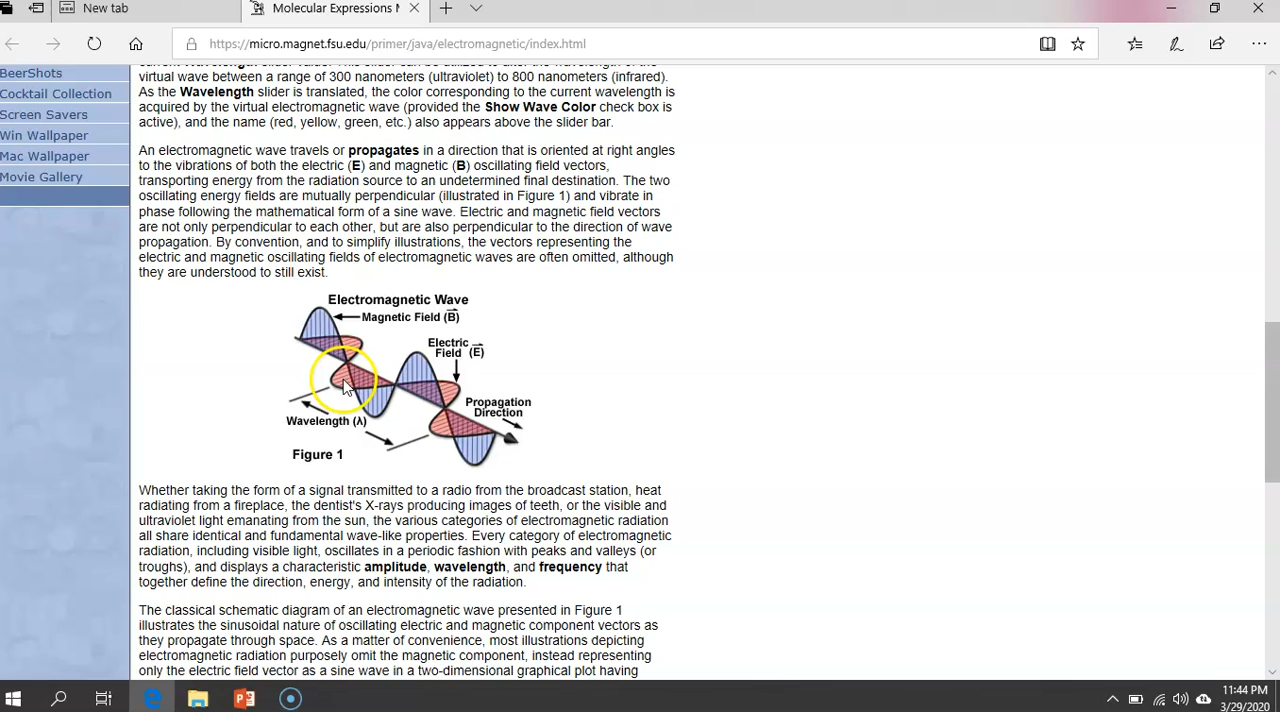 New tab
Molecular Expressions
https://micro.magnet.fsu.edu/primer/java/electromagnetic/index.html
BeerShots
Cocktail Collection
Screen Savers
Win Wallpaper
Mac Wallpaper
Movie Gallery
virtual wave between a range of 300 nanometers (ultraviolet) to 800 nanometers (infrared).
As the Wavelength slider is translated, the color corresponding to the current wavelength is
acquired by the virtual electromagnetic wave (provided the Show Wave Color check box is
active), and the name (red, yellow, green, etc.) also appears above the slider bar.
An electromagnetic wave travels or propagates in a direction that is oriented at right angles
to the vibrations of both the electric (E) and magnetic (B) oscillating field vectors,
transporting energy from the radiation source to an undetermined final destination. The two
oscillating energy fields are mutually perpendicular (illustrated in Figure 1) and vibrate in
phase following the mathematical form of a sine wave. Electric and magnetic field vectors
are not only perpendicular to each other, but are also perpendicular to the direction of wave
propagation. By convention, and to simplify illustrations, the vectors representing the
electric and magnetic oscillating fields of electromagnetic waves are often omitted, although
they are understood to still exist.
Electromagnetic Wave
Magnetic Field (B)
Electric
Field (E)
Propagation
Direction
Wavelength (λ)
Figure 1
Whether taking the form of a signal transmitted to a radio from the broadcast station, heat
radiating from a fireplace, the dentist's X-rays producing images of teeth, or the visible and
ultraviolet light emanating from the sun, the various categories of electromagnetic radiation
all share identical and fundamental wave-like properties. Every category of electromagnetic
radiation, including visible light, oscillates in a periodic fashion with peaks and valleys (or
troughs), and displays a characteristic amplitude, wavelength, and frequency that
together define the direction, energy, and intensity of the radiation.
The classical schematic diagram of an electromagnetic wave presented in Figure 1
illustrates the sinusoidal nature of oscillating electric and magnetic component vectors as
they propagate through space. As a matter of convenience, most illustrations depicting
electromagnetic radiation purposely omit the magnetic component, instead representing
only the electric field vector as a sine wave in a two-dimensional graphical plot having
11:44 PM
3/29/2020